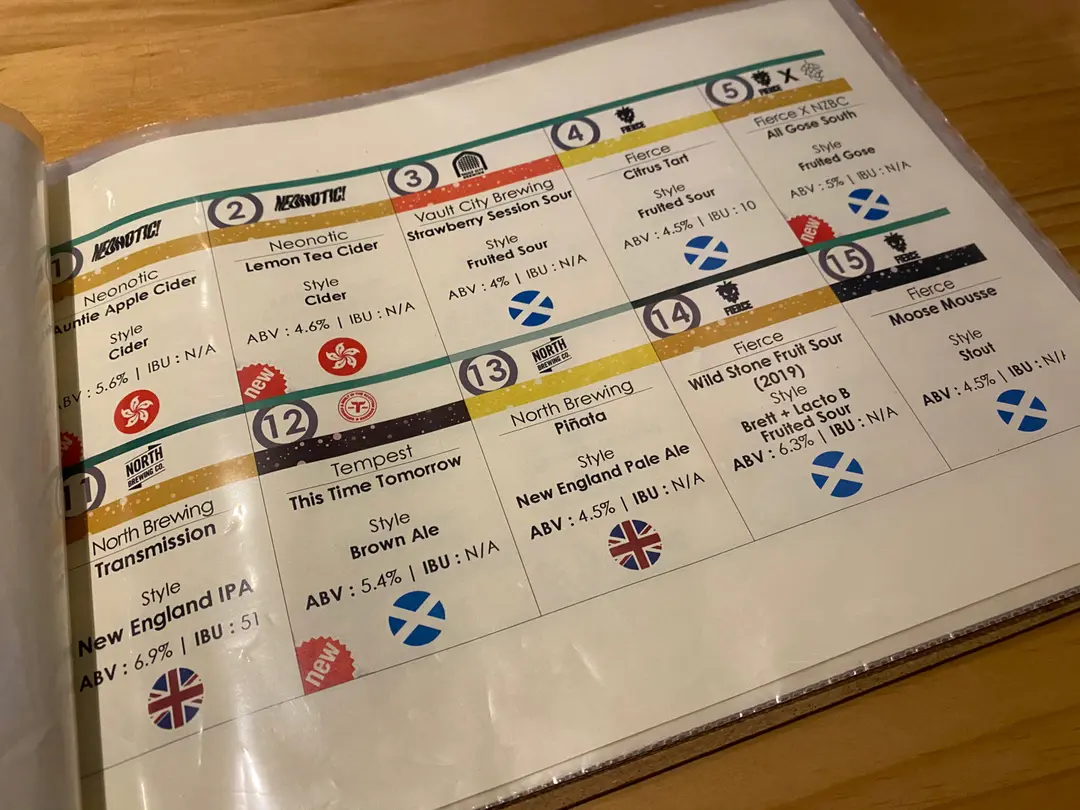 1
NEONOTIC!
Neonotic
Auntie Apple Cider
Style
Cider
ABV : 5.6% | IBU : N/A
2
NEONOTIC!
Neonotic
Lemon Tea Cider
Style
Cider
ABV : 4.6% | IBU : N/A
new
3
Vault City Brewing
Strawberry Session Sour
Style
Fruited Sour
ABV : 4% | IBU : N/A
4
FIERCE
Fierce
Citrus Tart
Style
Fruited Sour
ABV : 4.5% | IBU : 10
5
FIERCE X
Fierce X NZBC
All Gose South
Style
Fruited Gose
ABV : 5% | IBU : N/A
new
11
NORTH
BREWING CO.
North Brewing
Transmission
Style
New England IPA
ABV : 6.9% | IBU : 51
12
Tempest
This Time Tomorrow
Style
Brown Ale
ABV : 5.4% | IBU : N/A
new
13
NORTH
BREWING CO.
North Brewing
Piñata
Style
New England Pale Ale
ABV : 4.5% | IBU : N/A
14
FIERCE
Fierce
Wild Stone Fruit Sour
(2019)
Style
Brett + Lacto B
Fruited Sour
ABV : 6.3% | IBU : N/A
15
FIERCE
Fierce
Moose Mousse
Style
Stout
ABV : 4.5% | IBU : N/A